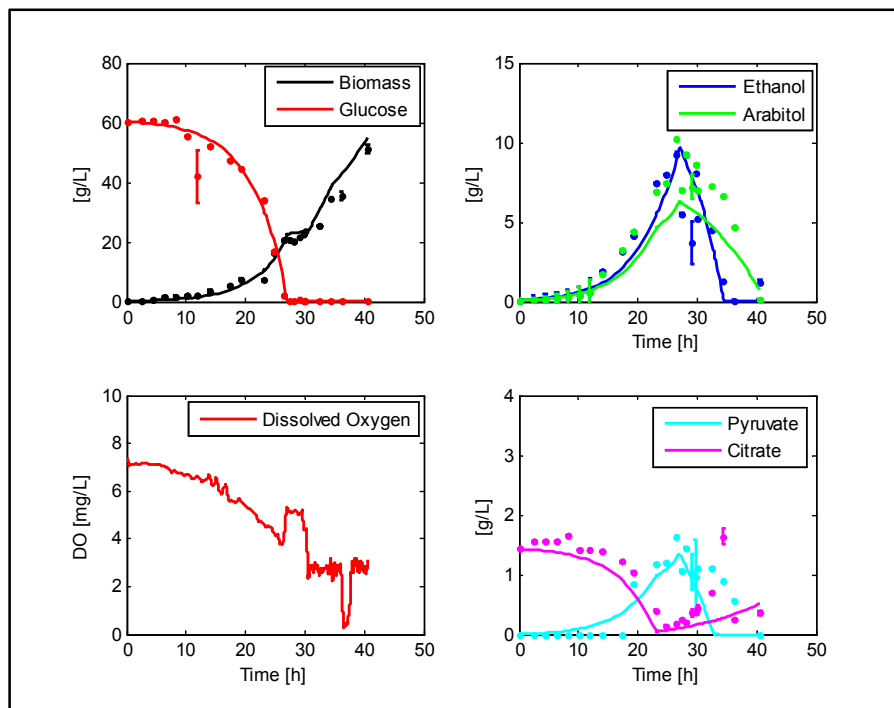 80
60
40
20
0
[g/L]
Biomass
Glucose
0 10 20 30 40 50
15
10
5
0
[g/L]
Ethanol
Arabitol
0 10 20 30 40 50
Time [h]
10
8
6
4
2
0
DO [mg/L]
Dissolved Oxygen
0 10 20 30 40 50
Time [h]
4
3
2
1
0
[g/L]
Pyruvate
Citrate
0 10 20 30 40 50
Time [h]